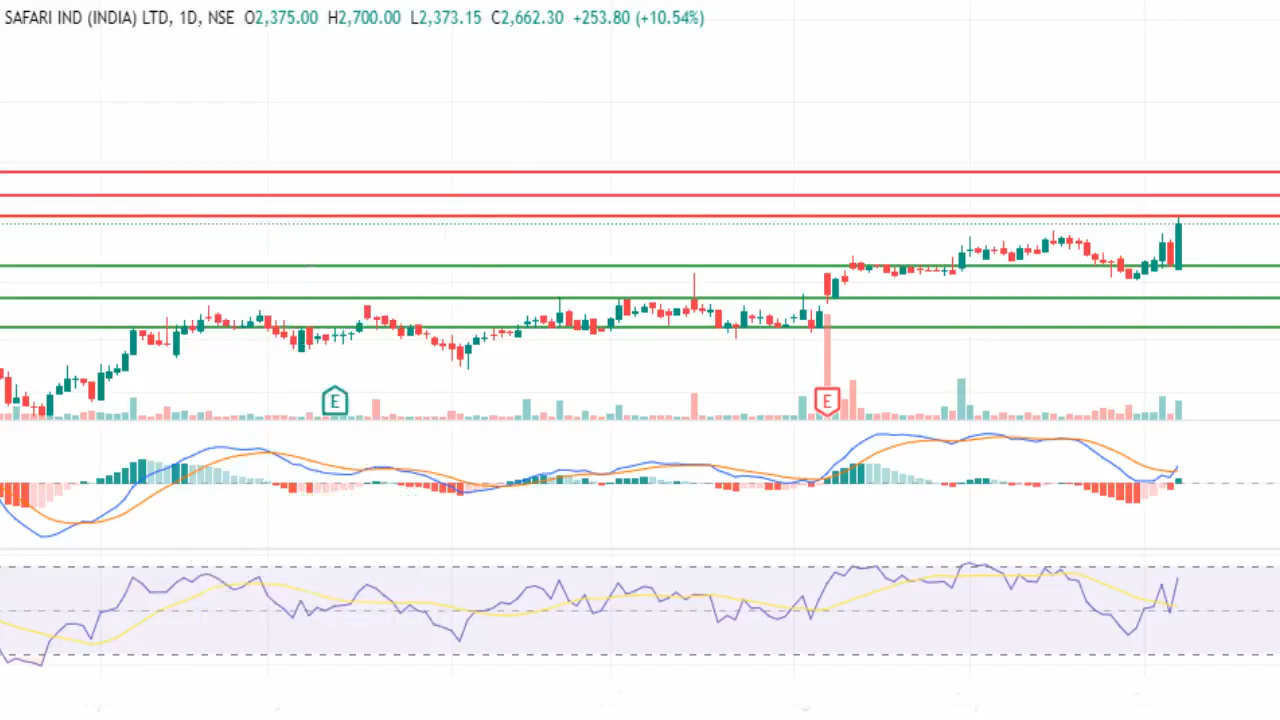 SAFARI IND (INDIA) LTD, 1D, NSE O2,375.00 H2,700.00 L2,373.15 C2,662.30 +253.80 (+10.54%)
E
E